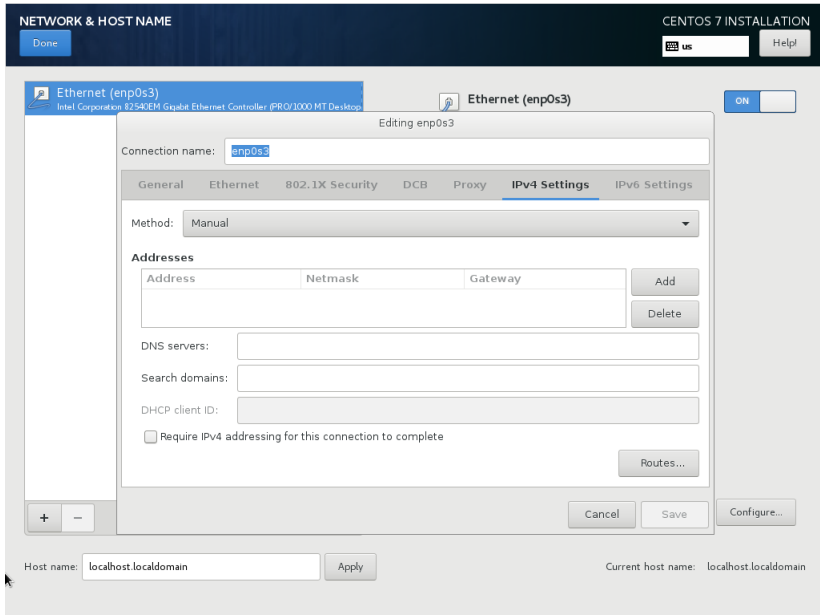 NETWORK & HOST NAME
CENTOS 7 INSTALLATION
Done
us
Help!
Ethernet (enp0s3)
Intel Corporation 82540EM Gigabit Ethernet Controller (PRO/1000 MT Desktop
Ethernet (enp0s3)
ON
Editing enp0s3
Connection name: enp0s3
General Ethernet 802.1X Security DCB Proxy IPv4 Settings IPv6 Settings
Method: Manual
Addresses
Address Netmask Gateway
Add
Delete
DNS servers:
Search domains:
DHCP client ID:
Require IPv4 addressing for this connection to complete
Routes...
Cancel Save
+ −
Configure...
Host name: localhost.localdomain Apply Current host name: localhost.localdomain